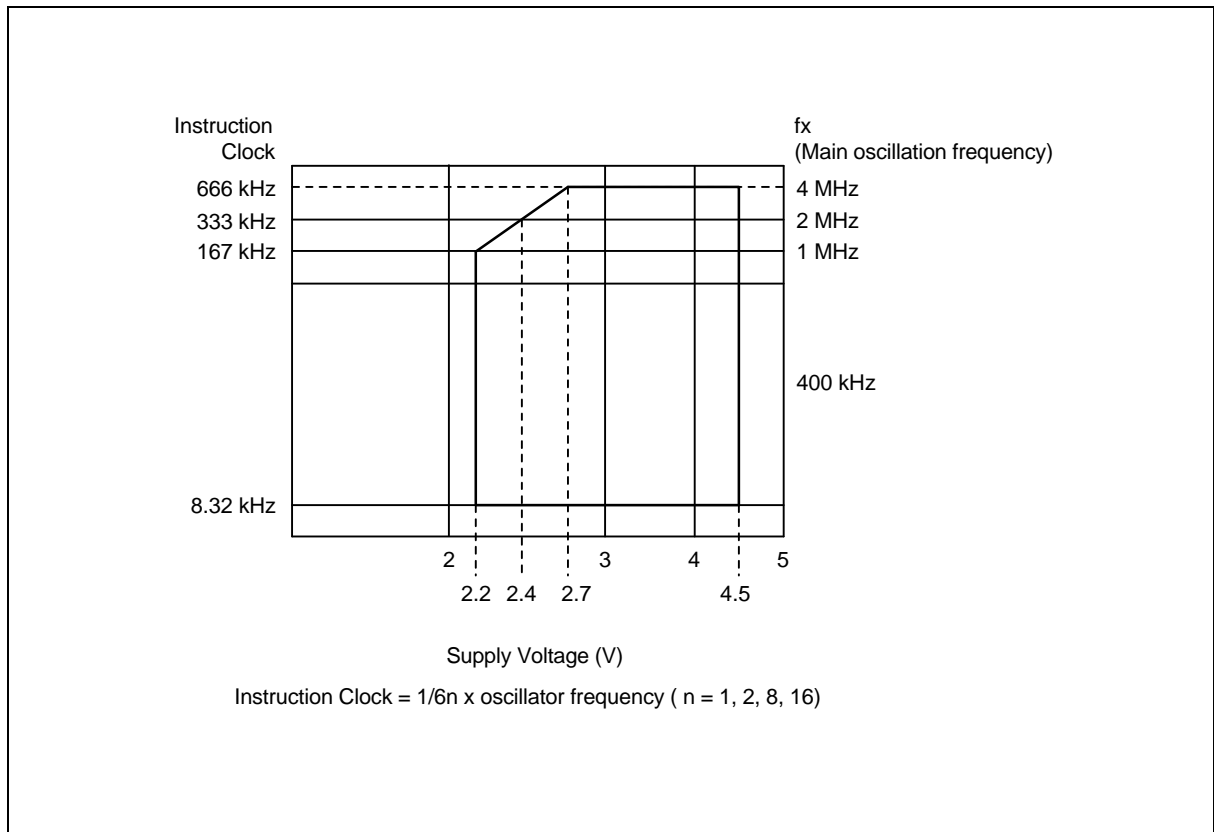 Instruction
Clock
fx
(Main oscillation frequency)
666 kHz
4 MHz
333 kHz
2 MHz
167 kHz
1 MHz
400 kHz
8.32 kHz
2
3
4
5
2.2
2.4
2.7
4.5
Supply Voltage (V)
Instruction Clock = 1/6n x oscillator frequency ( n = 1, 2, 8, 16)